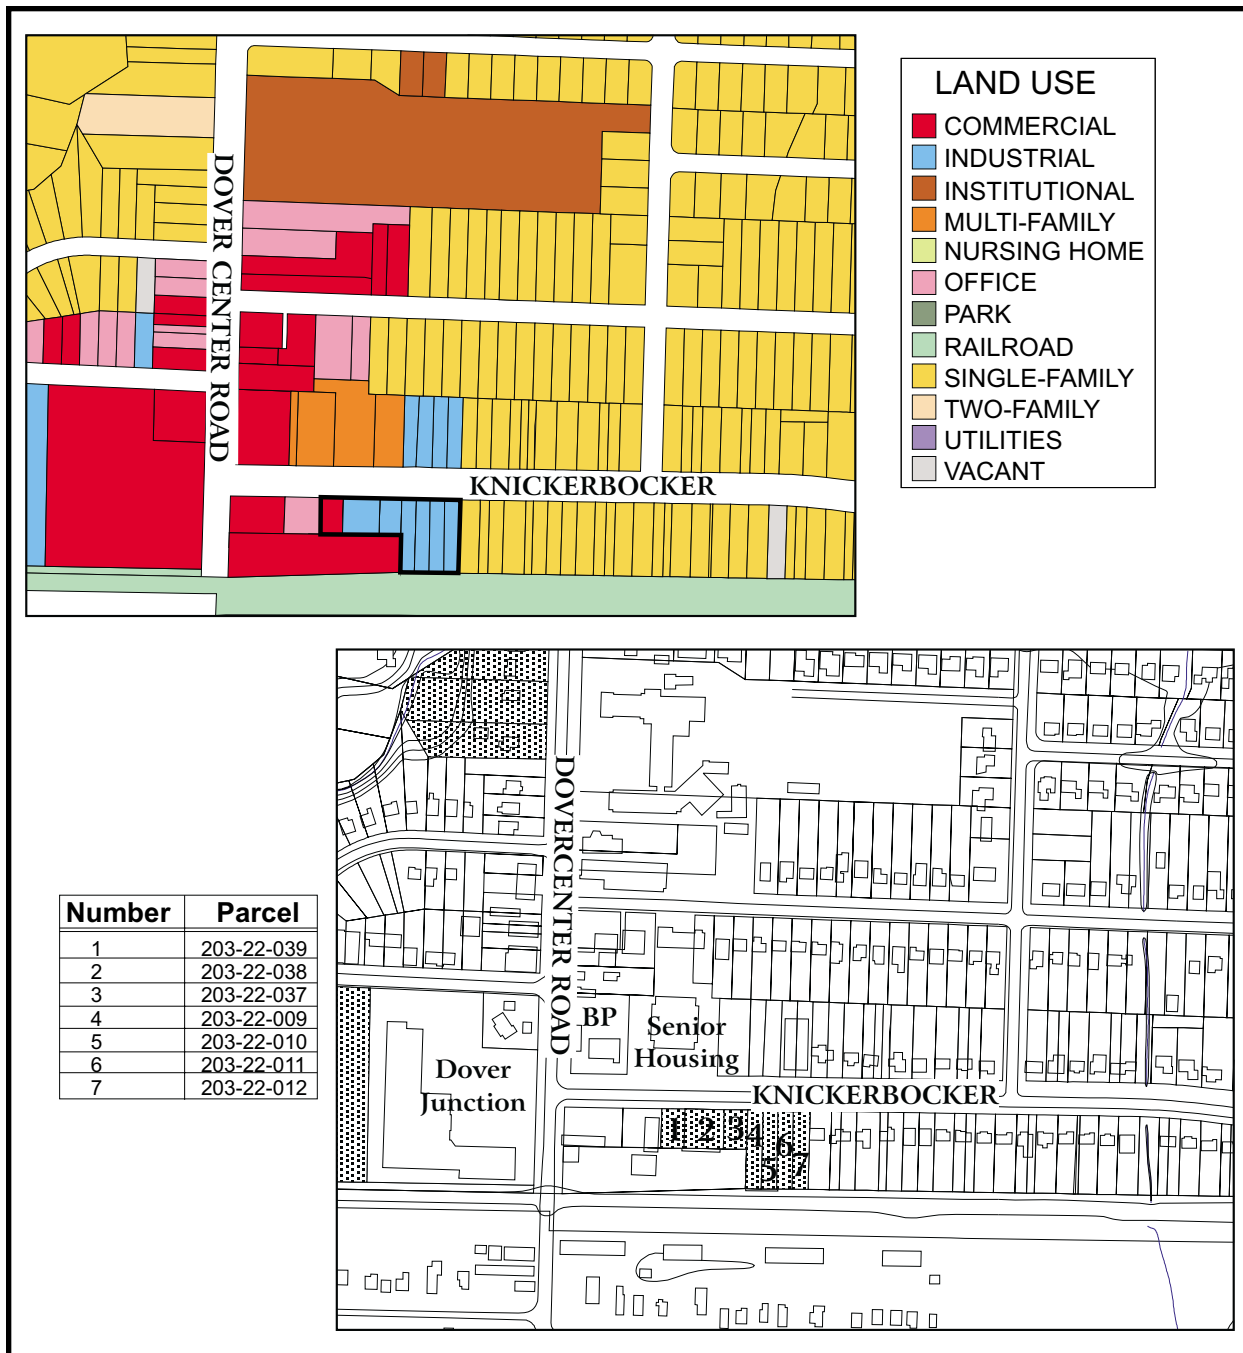 DOVER CENTER ROAD
KNICKERBOCKER
LAND USE
COMMERCIAL
INDUSTRIAL
INSTITUTIONAL
MULTI-FAMILY
NURSING HOME
OFFICE
PARK
RAILROAD
SINGLE-FAMILY
TWO-FAMILY
UTILITIES
VACANT
Number Parcel
1 203-22-039
2 203-22-038
3 203-22-037
4 203-22-009
5 203-22-010
6 203-22-011
7 203-22-012
DOVERCENTER ROAD
BP
Senior
Housing
Dover
Junction
KNICKERBOCKER
1 2 3 4 6
5 7